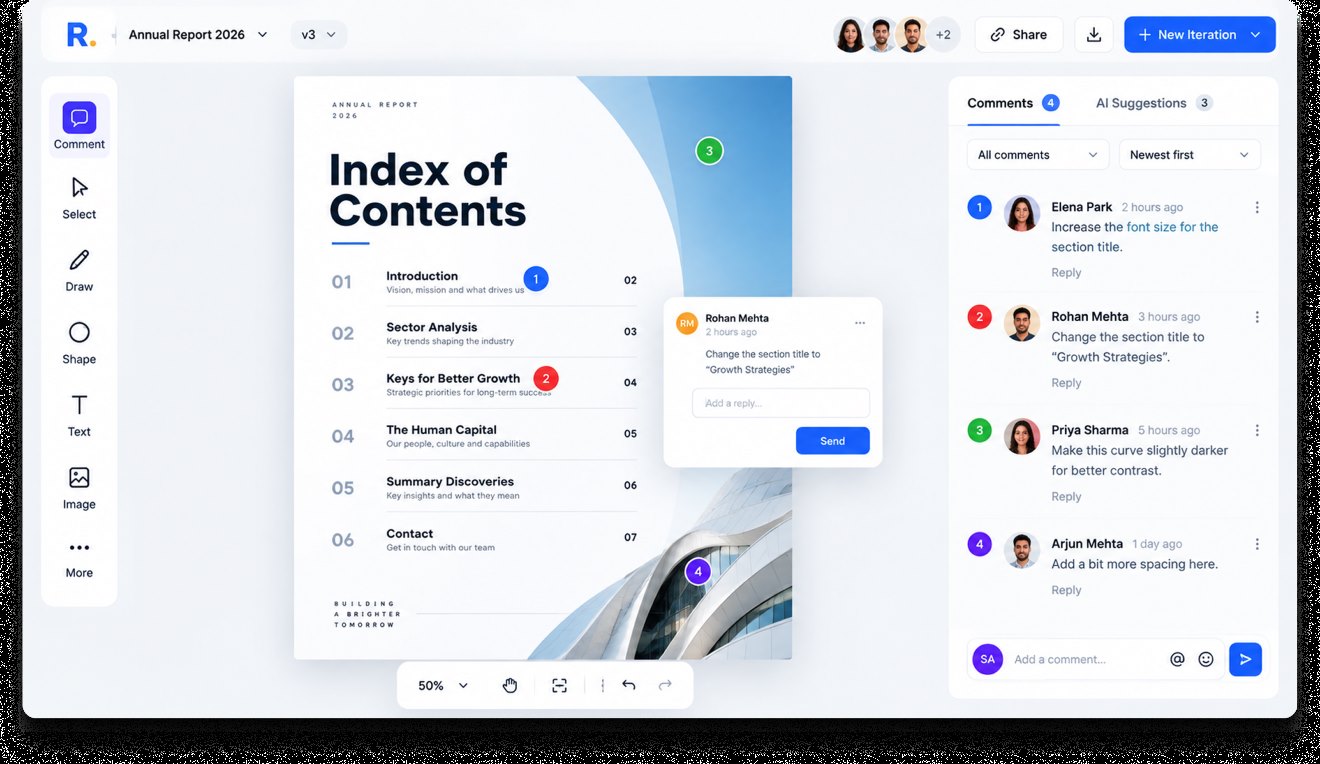 R.
Annual Report 2026
v3
+2
Share
New Iteration
Comment
Select
Draw
Shape
Text
Image
More
ANNUAL REPORT
2026
Index of
Contents
01 Introduction 1 02
Vision, mission and what drives us
02 Sector Analysis 03
Key trends shaping the industry
03 Keys for Better Growth 2 04
Strategic priorities for long-term success
04 The Human Capital 05
Our people, culture and capabilities
05 Summary Discoveries 06
Key insights and what they mean
06 Contact 07
Get in touch with our team
BUILDING
A BRIGHTER
TOMORROW
3
4
RM Rohan Mehta
2 hours ago
Change the section title to
“Growth Strategies”
Add a reply...
Send
50%
Comments 4 AI Suggestions 3
All comments Newest first
1 Elena Park 2 hours ago
Increase the font size for the
section title.
Reply
2 Rohan Mehta 3 hours ago
Change the section title to
“Growth Strategies”.
Reply
3 Priya Sharma 5 hours ago
Make this curve slightly darker
for better contrast.
Reply
4 Arjun Mehta 1 day ago
Add a bit more spacing here.
Reply
SA Add a comment... @